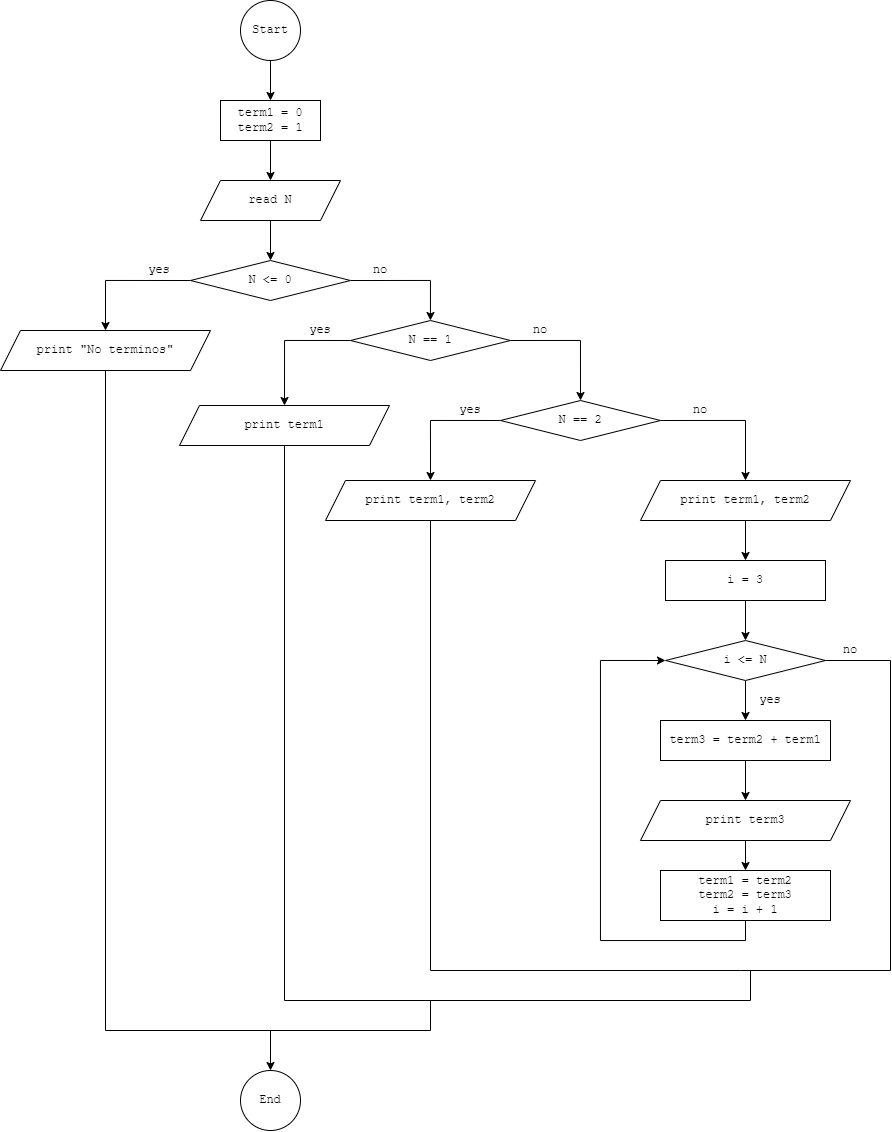 Start
term1 = 0
term2 = 1
read N
yes
N <= 0
no
yes
N == 1
no
print "No terminos"
yes
N == 2
no
print term1
print term1, term2
print term1, term2
i = 3
i <= N
no
yes
term3 = term2 + term1
print term3
term1 = term2
term2 = term3
i = i + 1
End